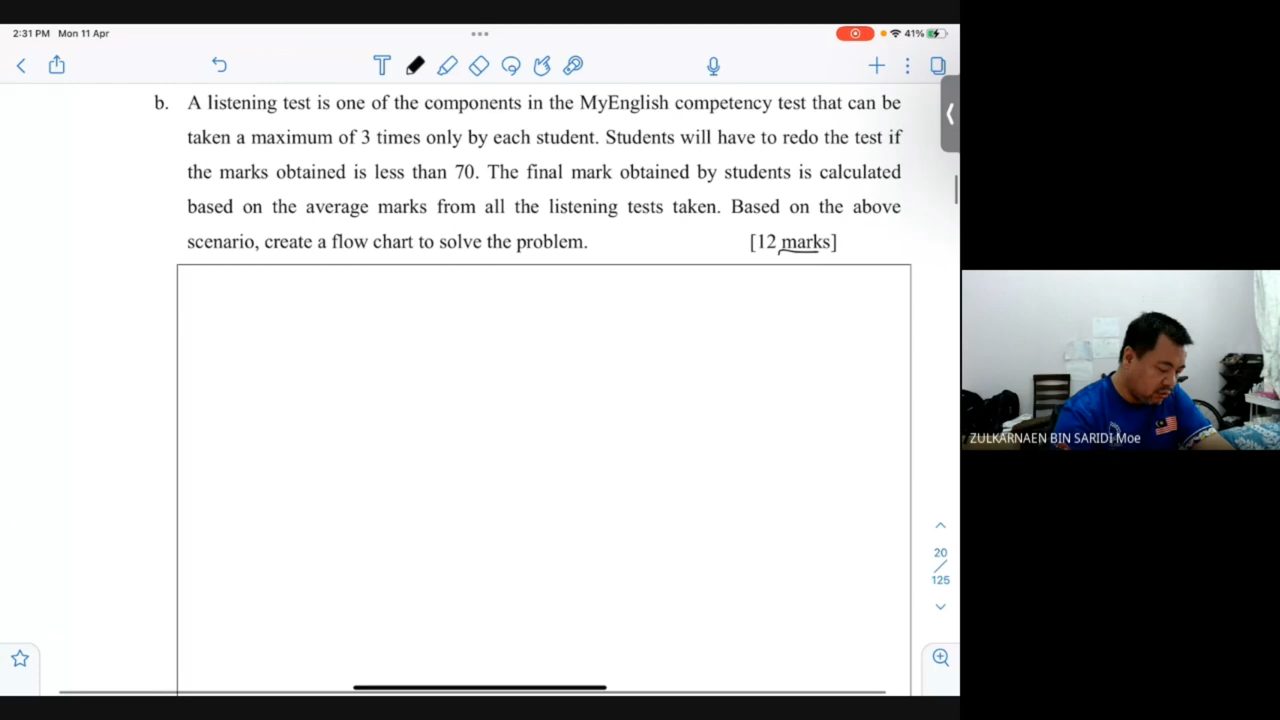 2:31 PM Mon 11 Apr
41%
b. A listening test is one of the components in the MyEnglish competency test that can be
taken a maximum of 3 times only by each student. Students will have to redo the test if
the marks obtained is less than 70. The final mark obtained by students is calculated
based on the average marks from all the listening tests taken. Based on the above
scenario, create a flow chart to solve the problem. [12 marks]
ZULKARNAEN BIN SARIDI Moe
20
/
125